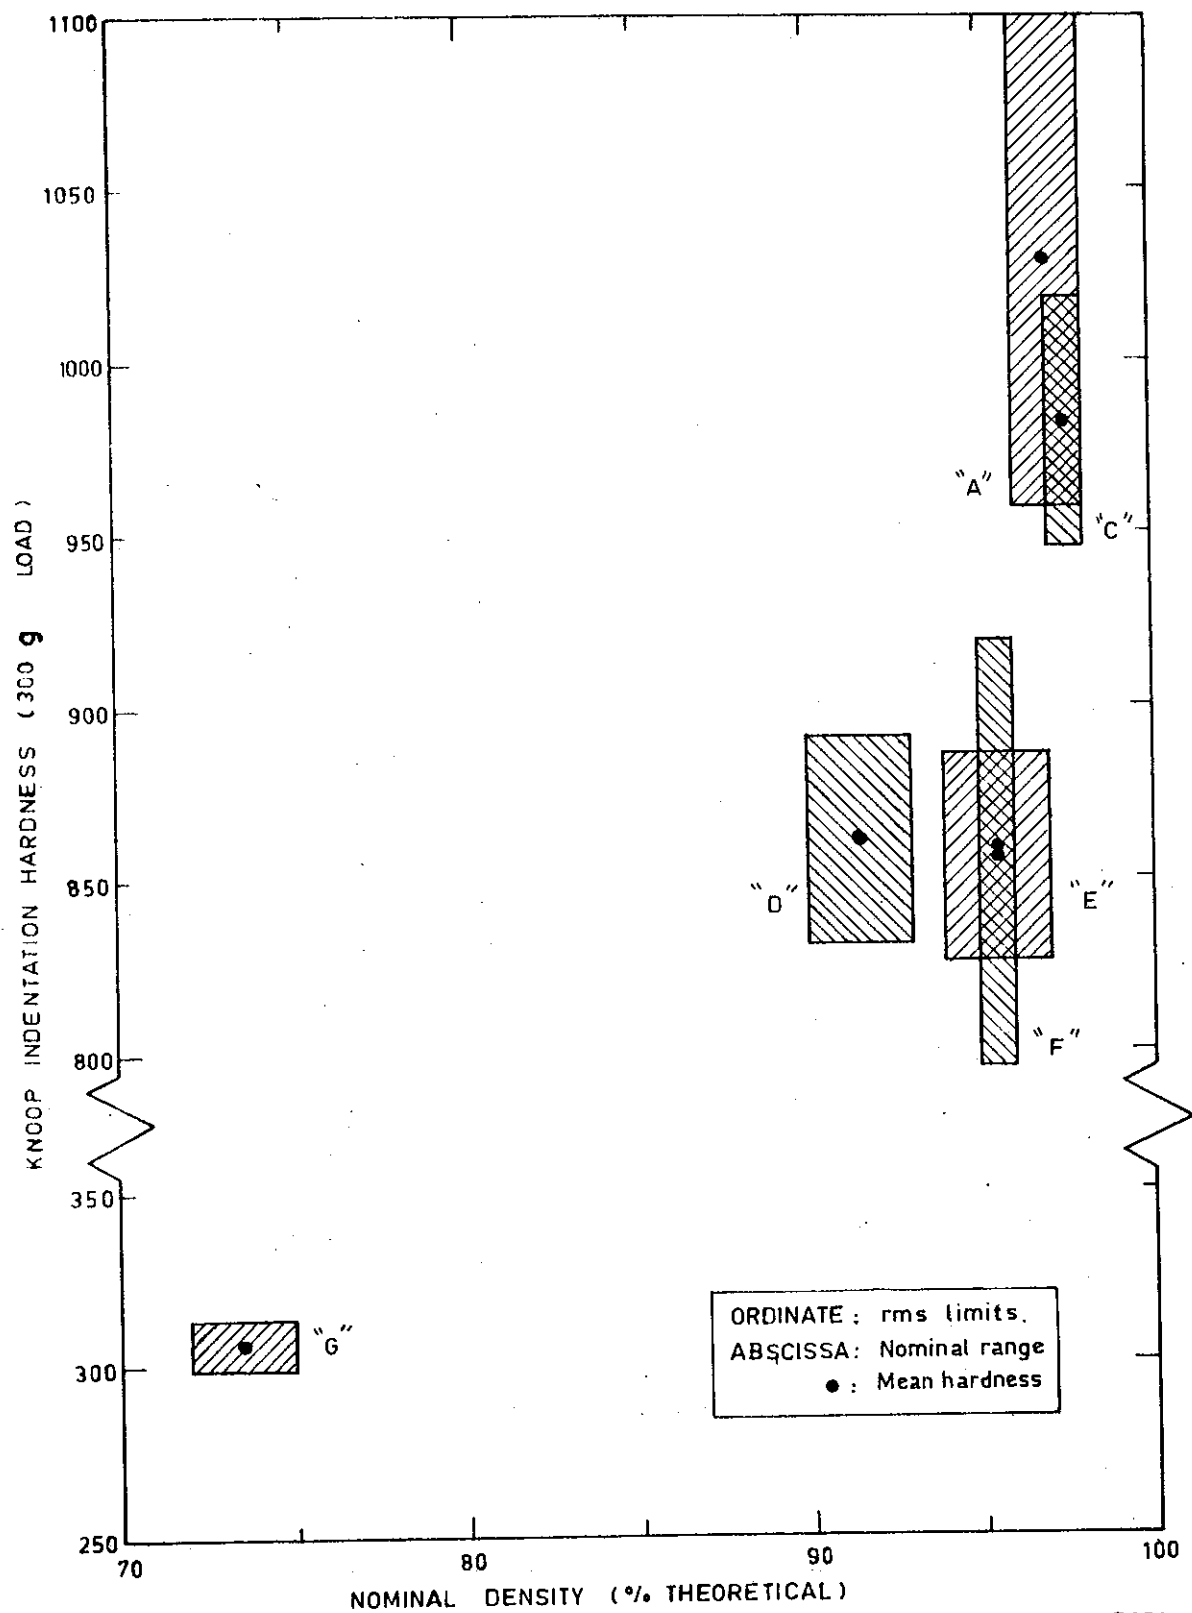 1100
1050
1000
950
900
850
800
350
300
250
70
80
90
100
KNOOP INDENTATION HARDNESS (300 g LOAD)
NOMINAL DENSITY (% THEORETICAL)
"A"
"C"
"D"
"E"
"F"
"G"
ORDINATE : rms limits.
ABSCISSA : Nominal range
● : Mean hardness